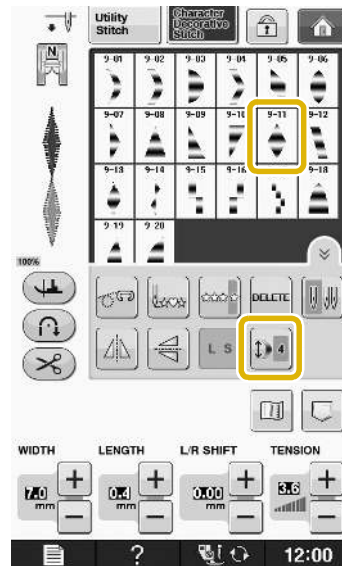 Utility Stitch
Character Decorative Stitch
N
9-01 9-02 9-03 9-04 9-05 9-06
9-07 9-08 9-09 9-10 9-11 9-12
9-13 9-14 9-15 9-16 9-18
9-19 9-20
100%
DELETE
L S
4
WIDTH LENGTH L/R SHIFT TENSION
7.0 mm 0.4 mm 0.00 mm 3.6
+ + + +
− − − −
? 12:00